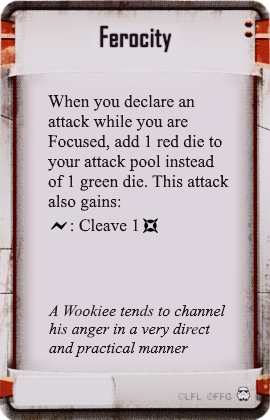 Ferocity
When you declare an
attack while you are
Focused, add 1 red die to
your attack pool instead
of 1 green die. This attack
also gains:
: Cleave 1
A Wookiee tends to channel
his anger in a very direct
and practical manner
©LFL ©FFG